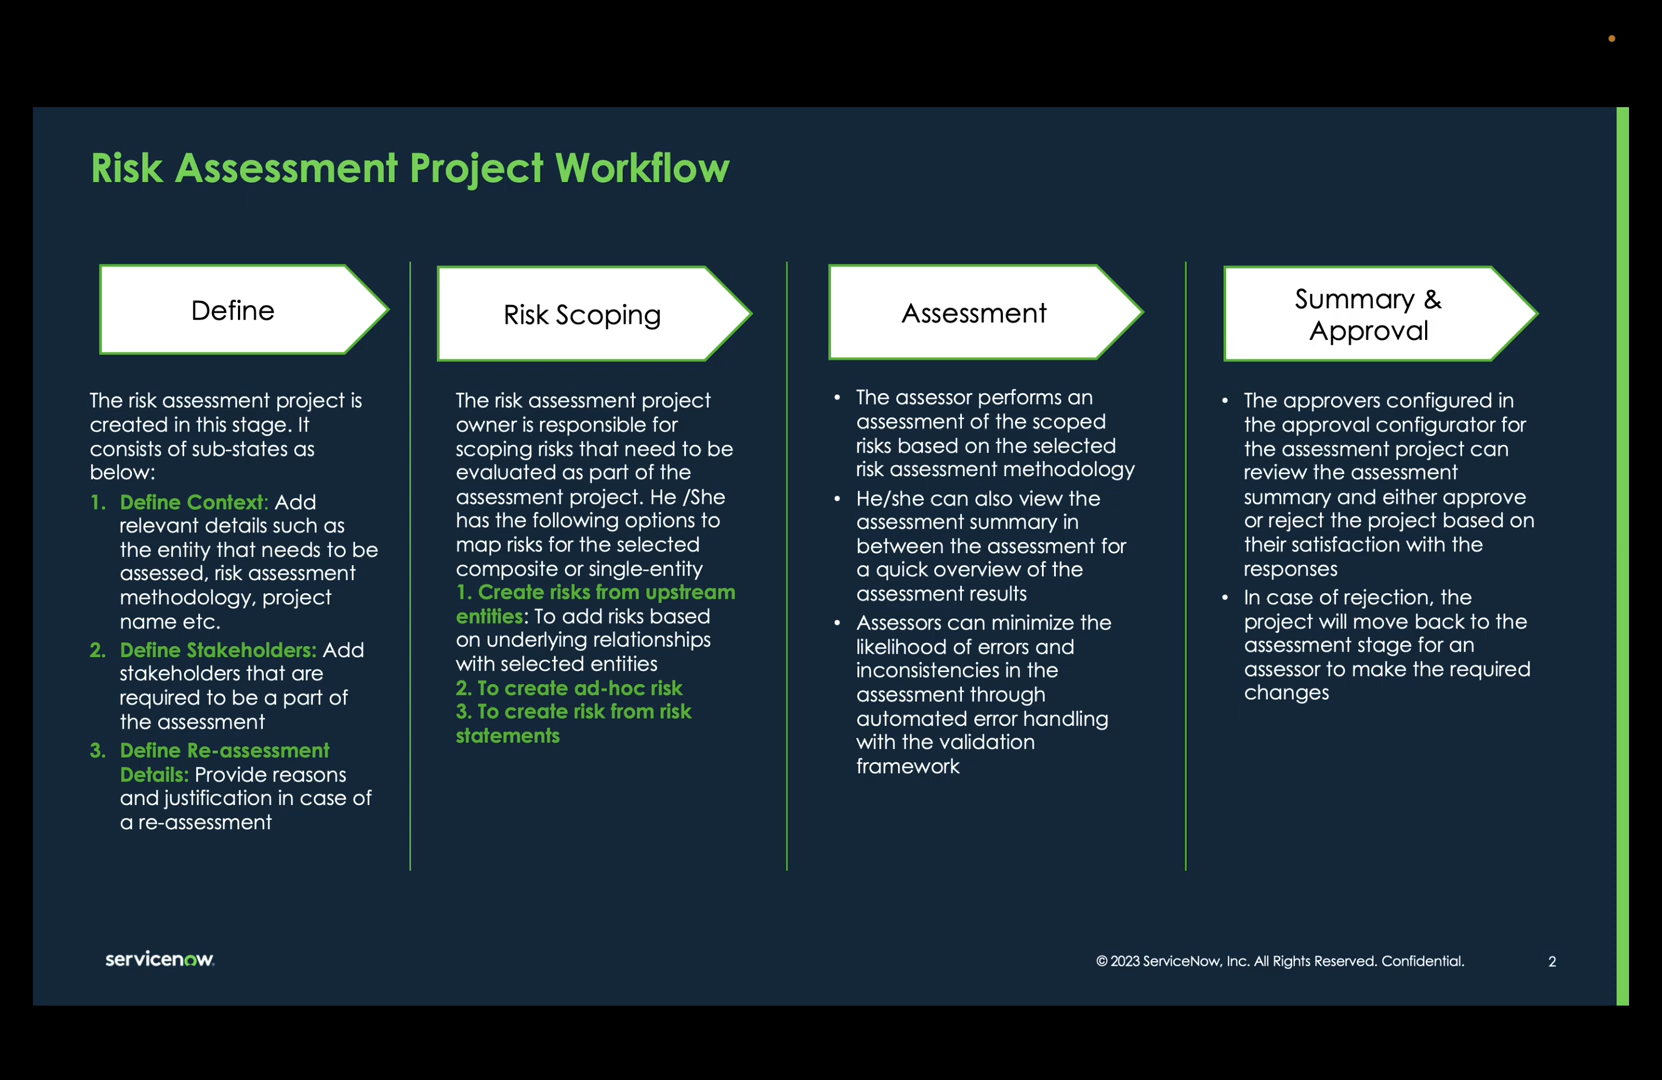 Risk Assessment Project Workflow
Define
The risk assessment project is
created in this stage. It
consists of sub-states as
below:
1. Define Context: Add
relevant details such as
the entity that needs to be
assessed, risk assessment
methodology, project
name etc.
2. Define Stakeholders: Add
stakeholders that are
required to be a part of
the assessment
3. Define Re-assessment
Details: Provide reasons
and justification in case of
a re-assessment
Risk Scoping
The risk assessment project
owner is responsible for
scoping risks that need to be
evaluated as part of the
assessment project. He /She
has the following options to
map risks for the selected
composite or single-entity
1. Create risks from upstream
entities: To add risks based
on underlying relationships
with selected entities
2. To create ad-hoc risk
3. To create risk from risk
statements
Assessment
• The assessor performs an
assessment of the scoped
risks based on the selected
risk assessment methodology
• He/she can also view the
assessment summary in
between the assessment for
a quick overview of the
assessment results
• Assessors can minimize the
likelihood of errors and
inconsistencies in the
assessment through
automated error handling
with the validation
framework
Summary &
Approval
• The approvers configured in
the approval configurator for
the assessment project can
review the assessment
summary and either approve
or reject the project based on
their satisfaction with the
responses
• In case of rejection, the
project will move back to the
assessment stage for an
assessor to make the required
changes
servicenow.
© 2023 ServiceNow, Inc. All Rights Reserved. Confidential.
2